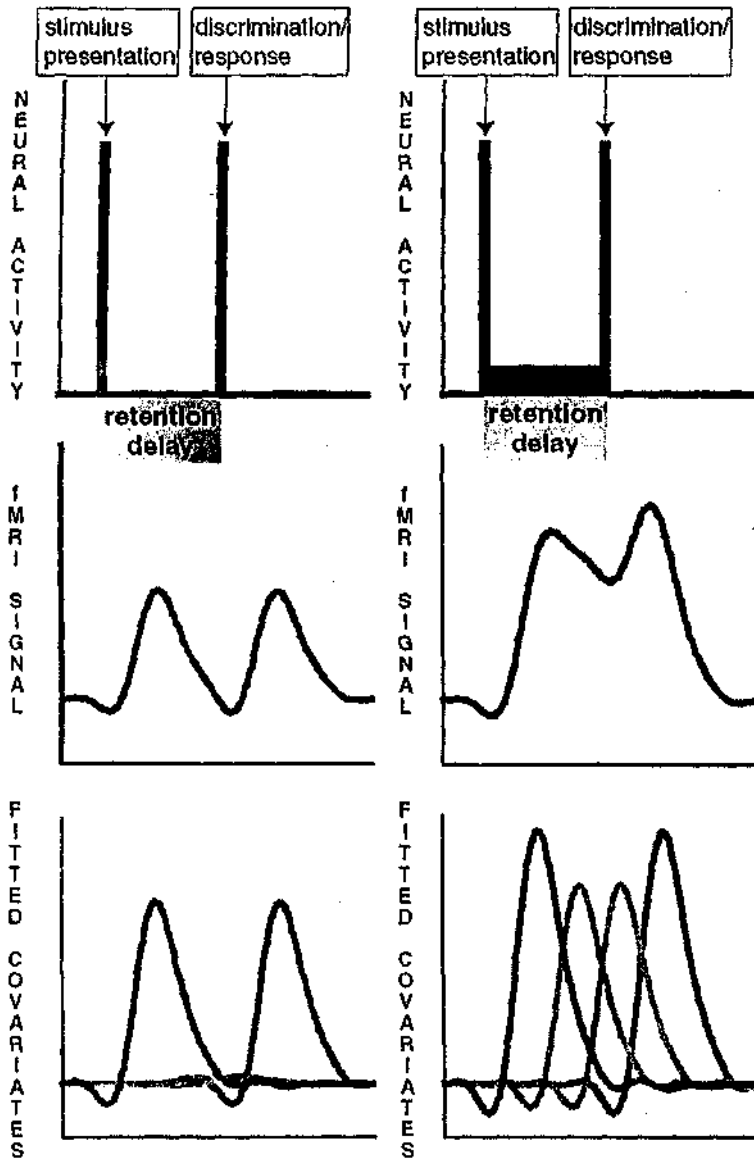 stimulus
presentation
discrimination/
response
stimulus
presentation
discrimination/
response
NEURAL ACTIVITY
NEURAL ACTIVITY
retention
delay
retention
delay
fMRI SIGNAL
fMRI SIGNAL
FITTED COVARIATES
FITTED COVARIATES